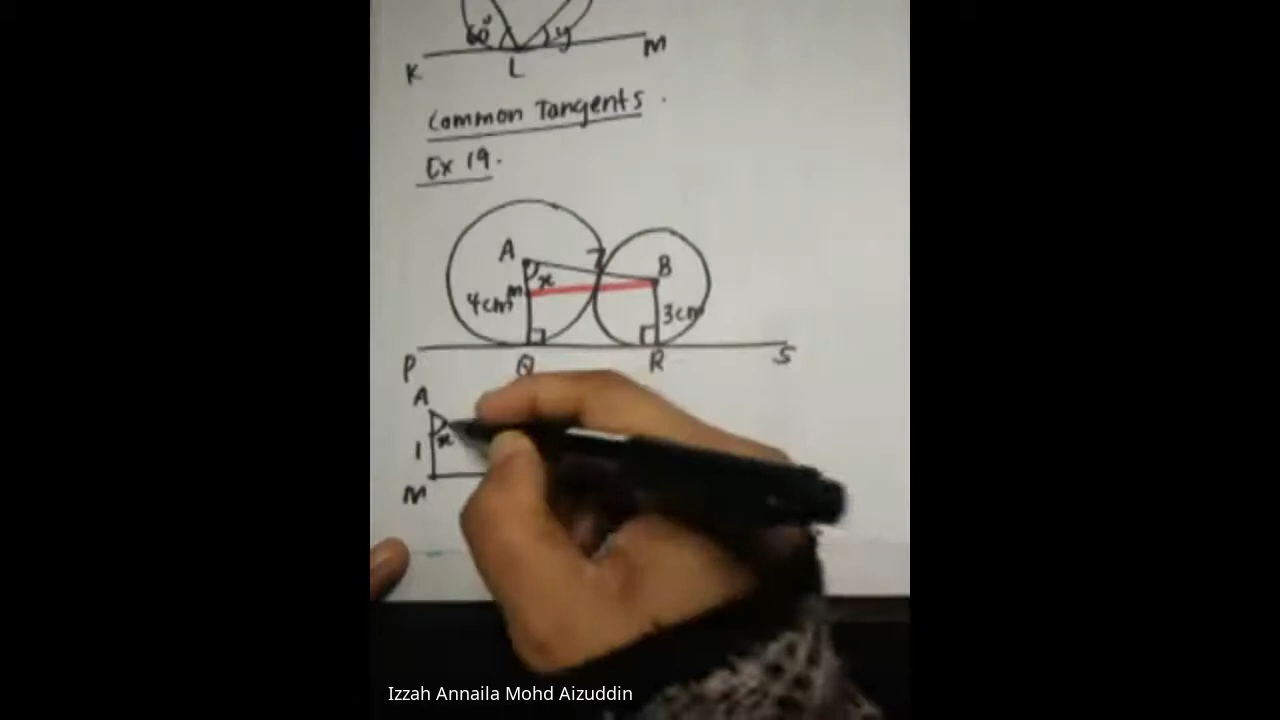 60° y
K L M
Common Tangents.
Ex 19.
A 7 B
x
4cm m 3cm
P Q R S
A
1 x
M
Izzah Annaila Mohd Aizuddin